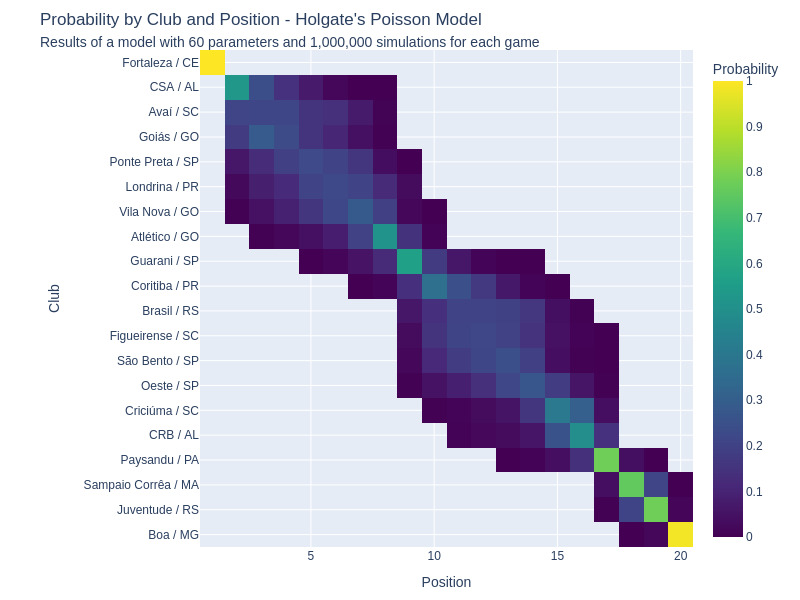 Probability by Club and Position - Holgate's Poisson Model
Results of a model with 60 parameters and 1,000,000 simulations for each game
Probability
Fortaleza / CE
CSA / AL
Avaí / SC
Goiás / GO
Ponte Preta / SP
Londrina / PR
Vila Nova / GO
Atlético / GO
Guarani / SP
Coritiba / PR
Brasil / RS
Figueirense / SC
São Bento / SP
Oeste / SP
Criciúma / SC
CRB / AL
Paysandu / PA
Sampaio Corrêa / MA
Juventude / RS
Boa / MG
Club
5
10
15
20
Position
1
0.9
0.8
0.7
0.6
0.5
0.4
0.3
0.2
0.1
0